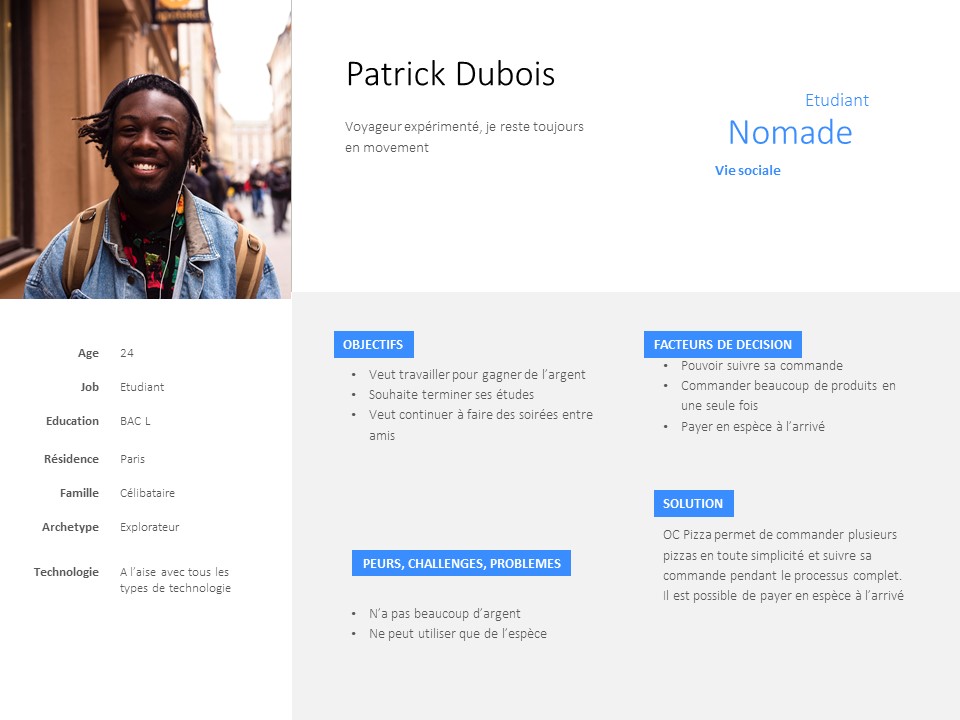 Patrick Dubois
Voyageur expérimenté, je reste toujours
en movement
Etudiant
Nomade
Vie sociale
Age 24
Job Etudiant
Education BAC L
Résidence Paris
Famille Célibataire
Archetype Explorateur
Technologie A l’aise avec tous les
types de technologie
OBJECTIFS
• Veut travailler pour gagner de l’argent
• Souhaite terminer ses études
• Veut continuer à faire des soirées entre
amis
PEURS, CHALLENGES, PROBLEMES
• N’a pas beaucoup d’argent
• Ne peut utiliser que de l’espèce
FACTEURS DE DECISION
• Pouvoir suivre sa commande
• Commander beaucoup de produits en
une seule fois
• Payer en espèce à l’arrivé
SOLUTION
OC Pizza permet de commander plusieurs
pizzas en toute simplicité et suivre sa
commande pendant le processus complet.
Il est possible de payer en espèce à l’arrivé